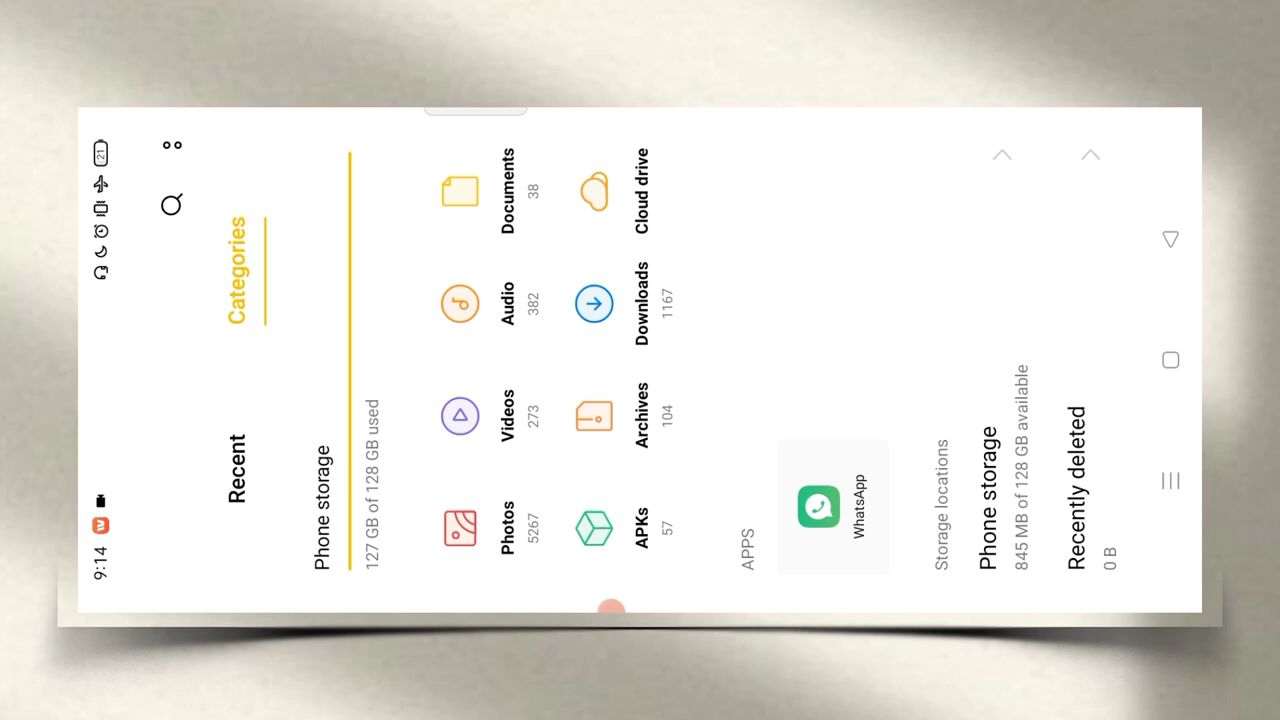 9:14
21
Recent Categories
Phone storage
127 GB of 128 GB used
Photos Videos Audio Documents
5267 273 382 38
APKs Archives Downloads Cloud drive
57 104 1167
APPS
WhatsApp
Storage locations
Phone storage
845 MB of 128 GB available
Recently deleted
0 B